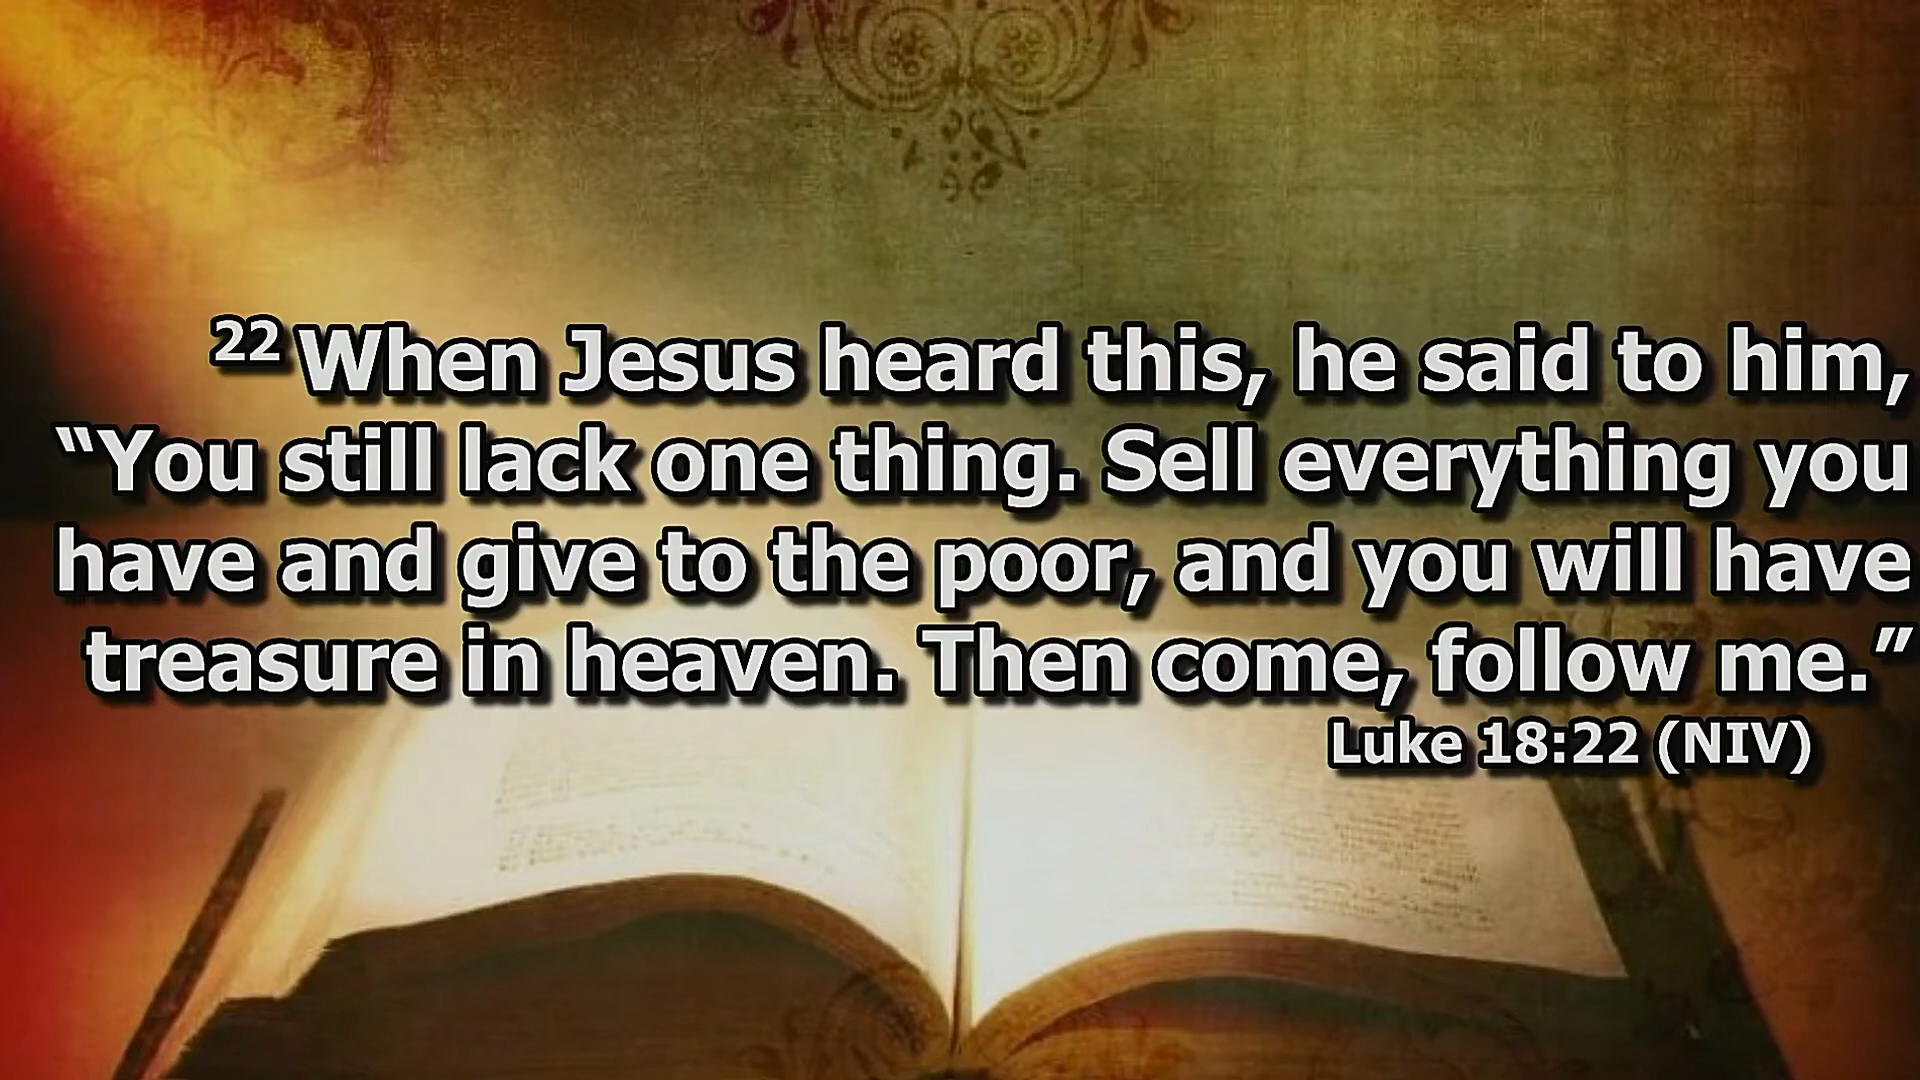 22 When Jesus heard this, he said to him,
“You still lack one thing. Sell everything you
have and give to the poor, and you will have
treasure in heaven. Then come, follow me.”
Luke 18:22 (NIV)